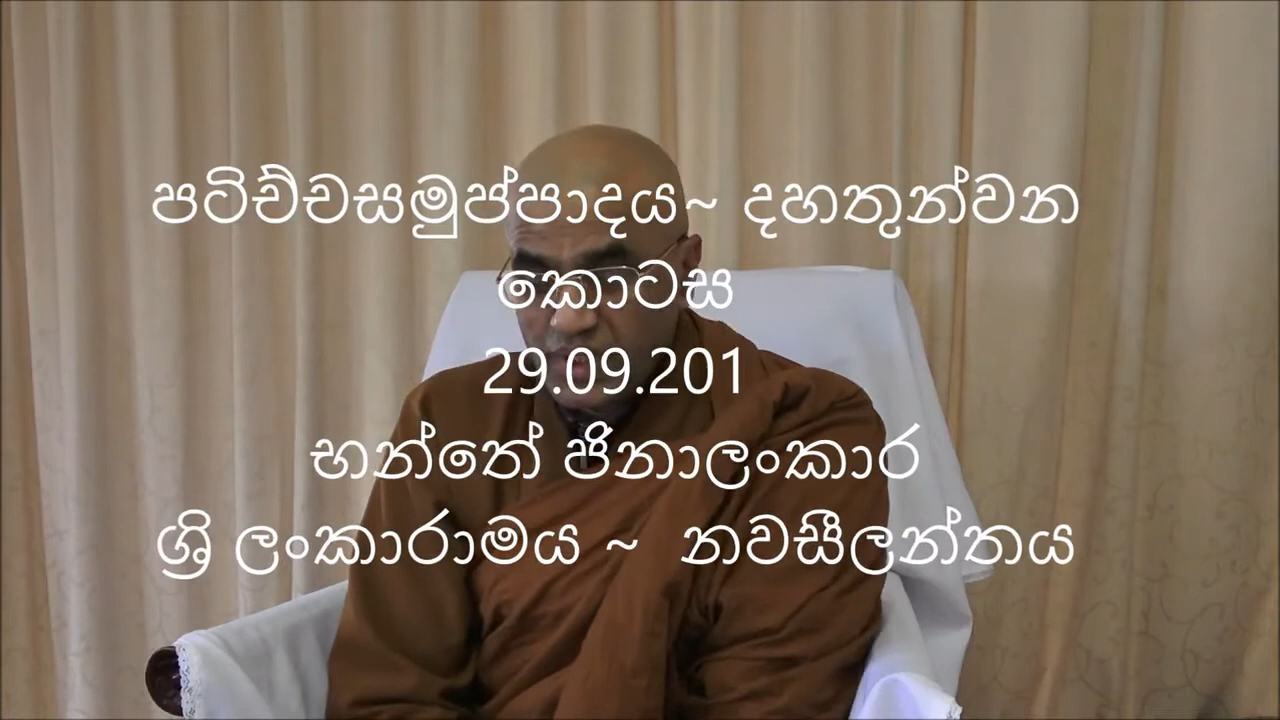 පටිච්චසමුප්පාදය~ දහතුන්වන
කොටස
29.09.201
භන්තේ ජිනාලංකාර
ශ්‍රි ලංකාරාමය ~ නවසීලන්තය